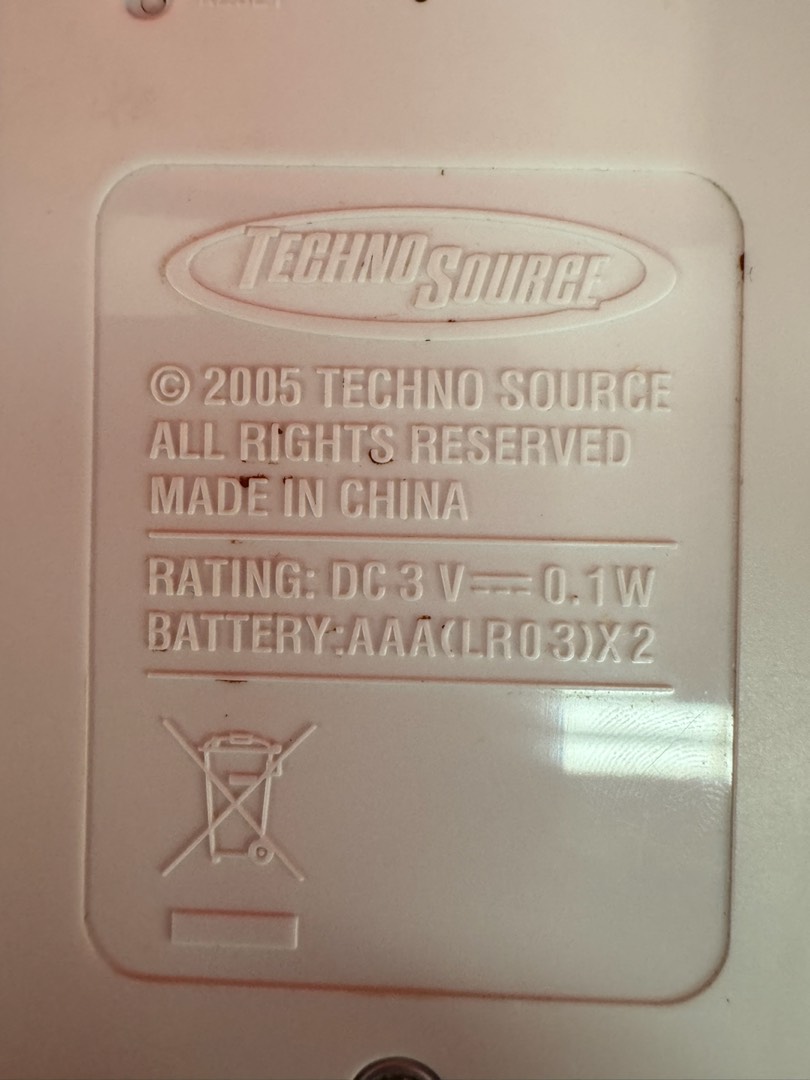 TECHNO SOURCE
© 2005 TECHNO SOURCE
ALL RIGHTS RESERVED
MADE IN CHINA
RATING: DC 3 V⎓0.1W
BATTERY:AAA(LR03)X2